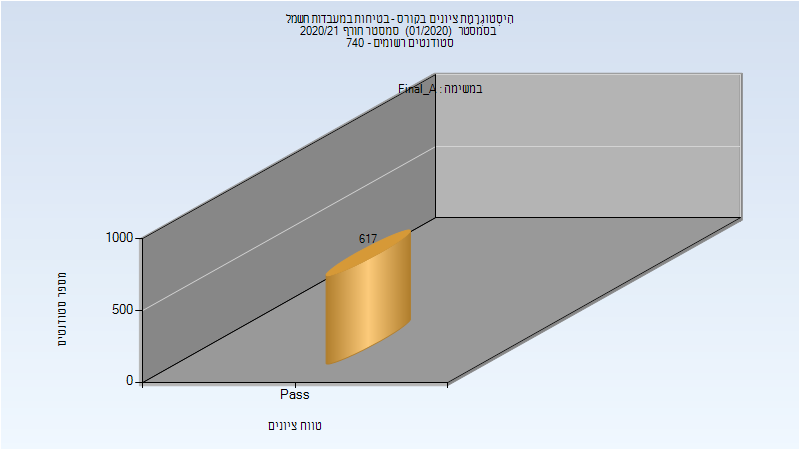 היסטוגרמת ציונים בקורס - בטיחות במעבדות חשמל
בסמסטר (01/2020) סמסטר חורף 2020/21
סטודנטים רשומים - 740
במשימה : Final_A
617
1000
500
0
מספר סטודנטים
Pass
טווח ציונים